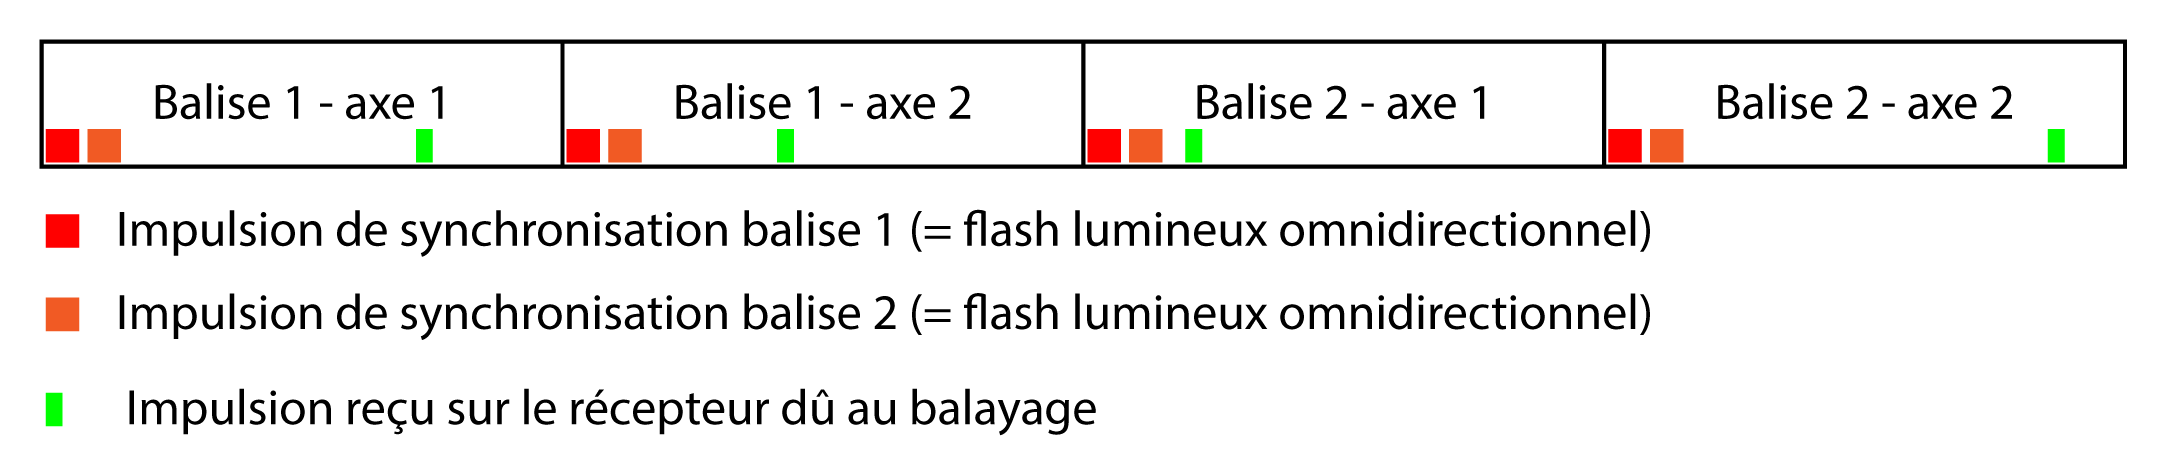 Balise 1 - axe 1 Balise 1 - axe 2 Balise 2 - axe 1 Balise 2 - axe 2
Impulsion de synchronisation balise 1 (= flash lumineux omnidirectionnel)
Impulsion de synchronisation balise 2 (= flash lumineux omnidirectionnel)
Impulsion reçu sur le récepteur dû au balayage